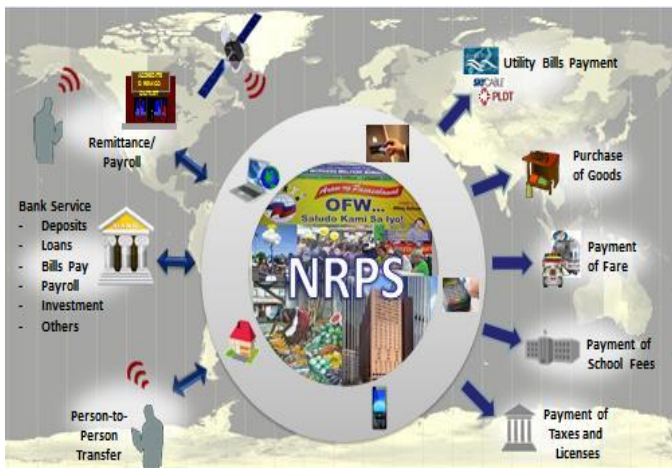 Remittance/
Payroll
Bank Service
- Deposits
- Loans
- Bills Pay
- Payroll
- Investment
- Others
Person-to-
Person
Transfer
OFW...
Saludo Kami Sa Iyo!
NRPS
Utility Bills Payment
SKYCABLE
PLDT
Purchase
of Goods
Payment
of Fare
Payment of
School Fees
Payment of
Taxes and
Licenses